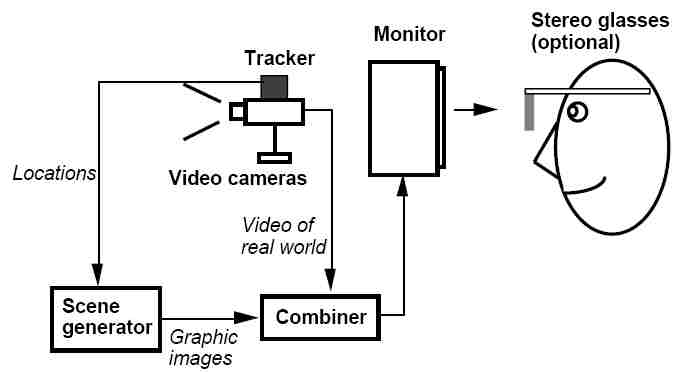 Stereo glasses
(optional)
Monitor
Tracker
Locations
Video cameras
Video of
real world
Scene
generator
Graphic
images
Combiner